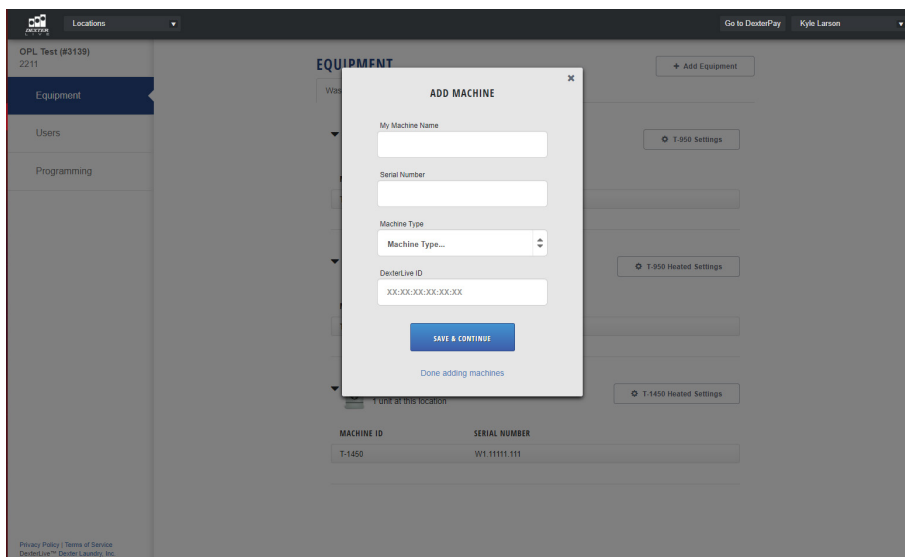 DEXTER
LIVE
Locations
Go to DexterPay
Kyle Larson
OPL Test (#3139)
2211
Equipment
Users
Programming
EQUIPMENT
+ Add Equipment
Was
T-950 Settings
ADD MACHINE
My Machine Name
Serial Number
Machine Type
Machine Type...
DexterLive ID
XX:XX:XX:XX:XX:XX
SAVE & CONTINUE
Done adding machines
T-950 Heated Settings
1 unit at this location
T-1450 Heated Settings
MACHINE ID SERIAL NUMBER
T-1450 W1.11111.111
Privacy Policy | Terms of Service
DexterLive™ Dexter Laundry, Inc.